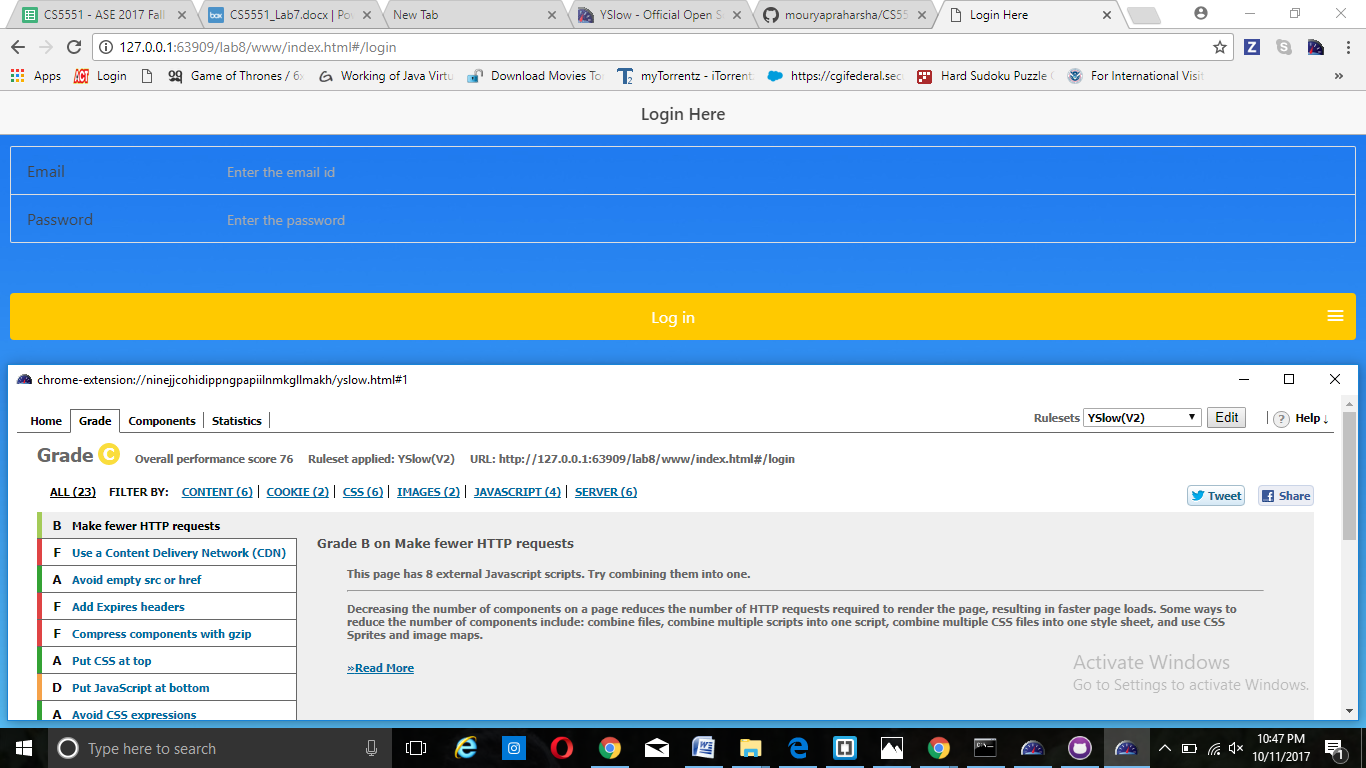 CS5551 - ASE 2017 Fall CS5551_Lab7.docx | Po New Tab YSlow - Official Open S mouryapraharsha/CS55 Login Here
127.0.0.1:63909/lab8/www/index.html#/login
Apps Login Game of Thrones / 6 Working of Java Virtu Download Movies To myTorrentz - iTorrent https://cgifederal.sec Hard Sudoku Puzzle For International Visit »
Login Here
Email Enter the email id
Password Enter the password
Log in
chrome-extension://ninejjcohidippngpapiilnmkgllmakh/yslow.html#1
Home Grade Components Statistics Rulesets YSlow(V2) Edit ? Help ↓
Grade C Overall performance score 76 Ruleset applied: YSlow(V2) URL: http://127.0.0.1:63909/lab8/www/index.html#/login
ALL (23) FILTER BY: CONTENT (6) | COOKIE (2) | CSS (6) | IMAGES (2) | JAVASCRIPT (4) | SERVER (6)
Tweet Share
B Make fewer HTTP requests
F Use a Content Delivery Network (CDN)
A Avoid empty src or href
F Add Expires headers
F Compress components with gzip
A Put CSS at top
D Put JavaScript at bottom
A Avoid CSS expressions
Grade B on Make fewer HTTP requests
This page has 8 external Javascript scripts. Try combining them into one.
Decreasing the number of components on a page reduces the number of HTTP requests required to render the page, resulting in faster page loads. Some ways to
reduce the number of components include: combine files, combine multiple scripts into one script, combine multiple CSS files into one style sheet, and use CSS
Sprites and image maps.
»Read More
Activate Windows
Go to Settings to activate Windows.
Type here to search
10:47 PM
10/11/2017
1